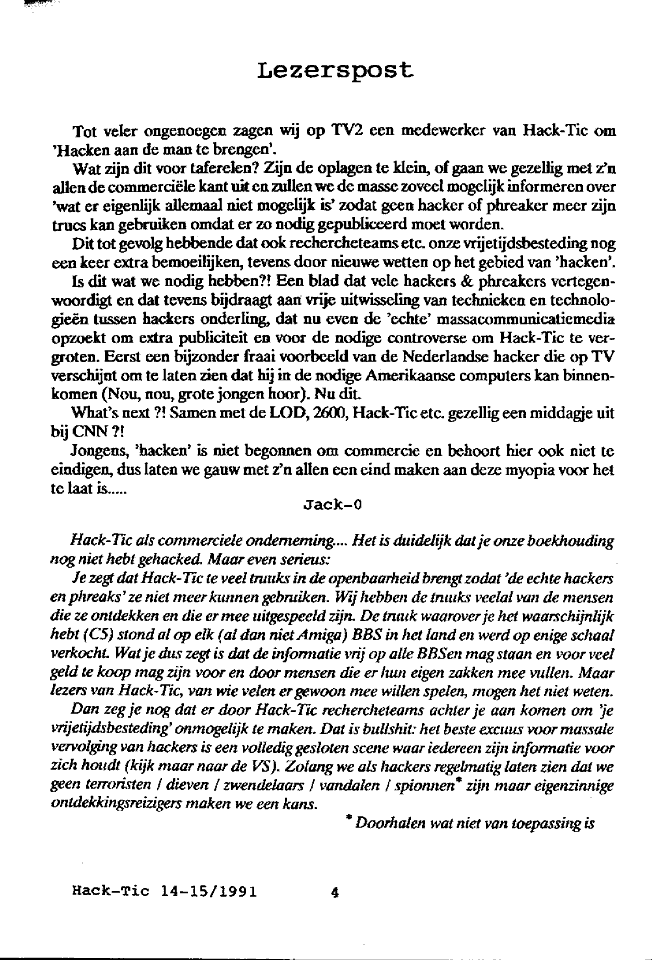 Lezerspost
Tot veler ongenoegen zagen wij op TV2 een medewerker van Hack-Tic om
'Hacken aan de man te brengen'.
Wat zijn dit voor taferelen? Zijn de oplagen te klein, of gaan we gezellig met z'n
allen de commerciële kant uit en zullen we de masse zoveel mogelijk informeren over
'wat er eigenlijk allemaal niet mogelijk is' zodat geen hacker of phreaker meer zijn
trucs kan gebruiken omdat er zo nodig gepubliceerd moet worden.
Dit tot gevolg hebbende dat ook rechercheteams etc. onze vrijetijdsbesteding nog
een keer extra bemoeilijken, tevens door nieuwe wetten op het gebied van 'hacken'.
Is dit wat we nodig hebben?! Een blad dat vele hackers & phreakers vertegen-
woordigt en dat tevens bijdraagt aan vrije uitwisseling van technieken en technolo-
gieën tussen hackers onderling, dat nu even de 'echte' massacommunicatiemedia
opzoekt om extra publiciteit en voor de nodige controverse om Hack-Tic te ver-
groten. Eerst een bijzonder fraai voorbeeld van de Nederlandse hacker die op TV
verschijnt om te laten zien dat hij in de nodige Amerikaanse computers kan binnen-
komen (Nou, nou, grote jongen hoor). Nu dit.
What's next ?! Samen met de LOD, 2600, Hack-Tic etc. gezellig een middagje uit
bij CNN ?!
Jongens, 'hacken' is niet begonnen om commercie en behoort hier ook niet te
eindigen, dus laten we gauw met z'n allen een eind maken aan deze myopia voor het
te laat is.....
Jack-0
Hack-Tic als commerciele onderneming.... Het is duidelijk dat je onze boekhouding
nog niet hebt gehacked. Maar even serieus:
Je zegt dat Hack-Tic te veel truuks in de openbaarheid brengt zodat 'de echte hackers
en phreaks' ze niet meer kunnen gebruiken. Wij hebben de truuks veelal van de mensen
die ze ontdekken en die er mee uitgespeeld zijn. De truuk waarover je het waarschijnlijk
hebt (C5) stond al op elk (al dan niet Amiga) BBS in het land en werd op enige schaal
verkocht. Wat je dus zegt is dat de informatie vrij op alle BBSen mag staan en voor veel
geld te koop mag zijn voor en door mensen die er hun eigen zakken mee vullen. Maar
lezers van Hack-Tic, van wie velen er gewoon mee willen spelen, mogen het niet weten.
Dan zeg je nog dat er door Hack-Tic rechercheteams achter je aan komen om 'je
vrijetijdsbesteding' onmogelijk te maken. Dat is bullshit: het beste excuus voor massale
vervolging van hackers is een volledig gesloten scene waar iedereen zijn informatie voor
zich houdt (kijk maar naar de VS). Zolang we als hackers regelmatig laten zien dat we
geen terroristen / dieven / zwendelaars / vandalen / spionnen* zijn maar eigenzinnige
ontdekkingsreizigers maken we een kans.
* Doorhalen wat niet van toepassing is
Hack-Tic 14-15/1991 4